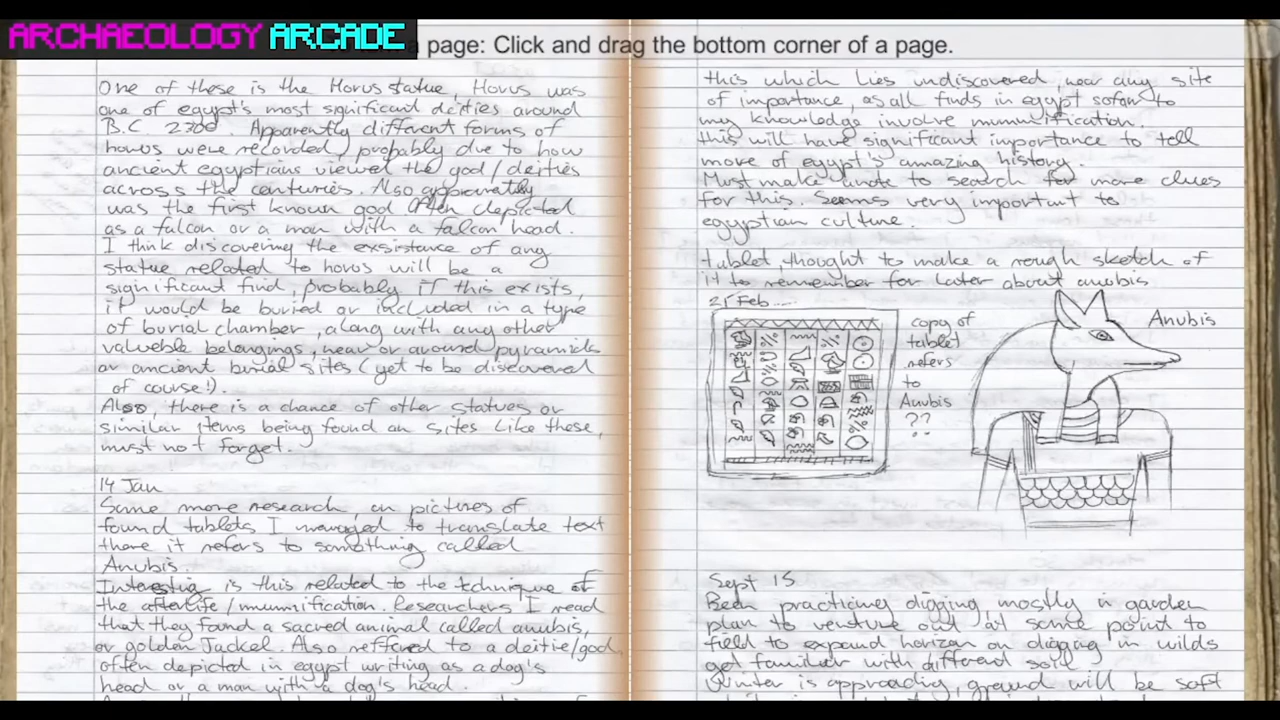 ARCHAEOLOGY ARCADE
a page: Click and drag the bottom corner of a page.
One of these is the Horus statue, Horus was
one of egypt's most significant deities around
B.C 2300 Apparently different forms of
horus were recorded, probably due to how
ancient egyptians viewed the god/deities
across the centuries. Also
was the first known god often depicted
as a falcon or a man with a falcon head.
I think discovering the exsistance of any
statue related to horus will be a
significant find, probably if this exists,
it would be buried or included in a type
of burial chamber, along with any other
valueble belongings, near or around pyramids
or ancient burial sites (yet to be discovered
of course!).
Also, there is a chance of other statues or
similar items being found on sites like these,
must not forget.
14 Jan
Some more research, on pictures of
found tablets I managed to translate text
there it refers to something called
Anubis.
Interesting is this related to the technique of
the afterlife/mummification. Researchers I read
that they found a sacred animal called anubis,
or golden Jackel. Also reffered to a deitie/god
often depicted in egypt writing as a dog's
head or a man with a dog's head.
this which lies undiscovered, near any site
of importance, as all finds in egypt sofar to
my knowledge involve mummification.
this will have significant importance to tell
more of egypt's amazing history.
Must make a note to search for more clues
for this. Seems very important to
egyptian culture.
tablet, thought to make a rough sketch of
it to remember for later about anubis
21 Feb....
copy of
tablet
refers
to
Anubis
??
Anubis
Sept 15
Been practicing digging, mostly in garden
plan to venture out at some point to
field to expand horizon on digging in wilds
get familiar with different soil
Winter is approading, ground will be soft